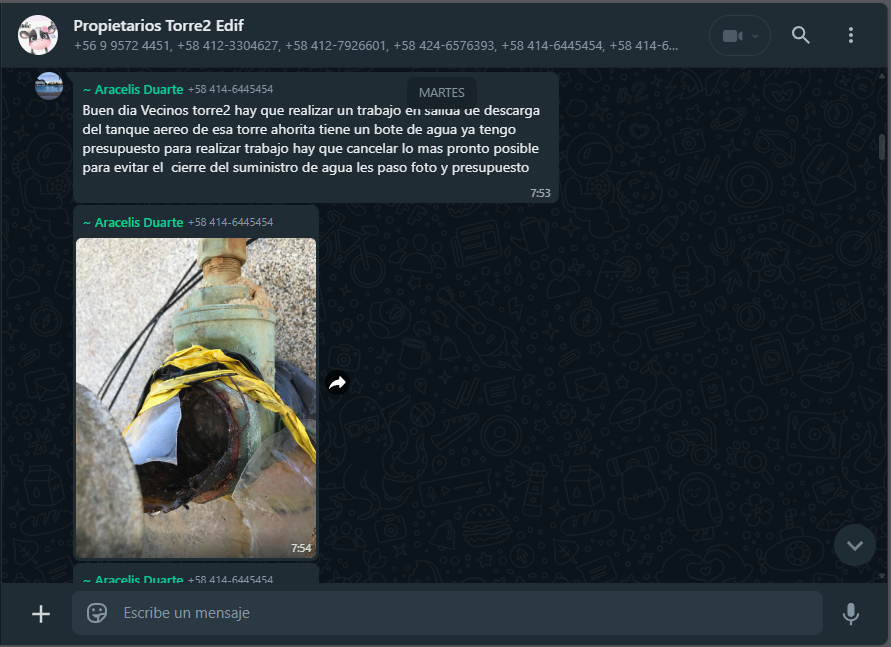 Propietarios Torre2 Edif
+56 9 9572 4451, +58 412-3304627, +58 412-7926601, +58 424-6576393, +58 414-6445454, +58 414-6...
MARTES
~ Aracelis Duarte +58 414-6445454
Buen dia Vecinos torre2 hay que realizar un trabajo en salida de descarga
del tanque aereo de esa torre ahorita tiene un bote de agua ya tengo
presupuesto para realizar trabajo hay que cancelar lo mas pronto posible
para evitar el cierre del suministro de agua les paso foto y presupuesto
7:53
~ Aracelis Duarte +58 414-6445454
7:54
~ Aracelis Duarte +58 414-6445454
Escribe un mensaje